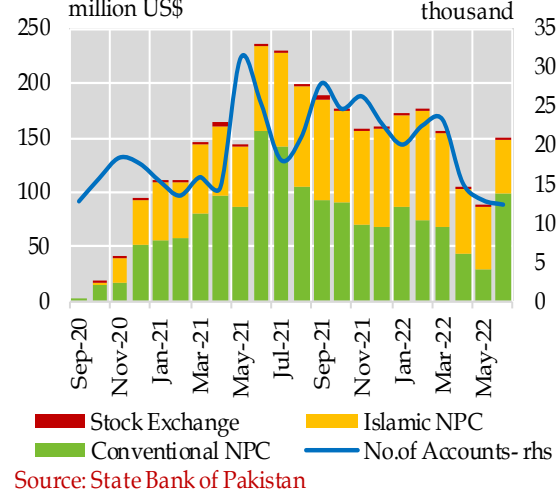 million US$ thousand
250 35
200 30
150 25
100 20
50 15
0 10
5
0
Sep-20 Nov-20 Jan-21 Mar-21 May-21 Jul-21 Sep-21 Nov-21 Jan-22 Mar-22 May-22
Stock Exchange Islamic NPC
Conventional NPC No.of Accounts- rhs
Source: State Bank of Pakistan